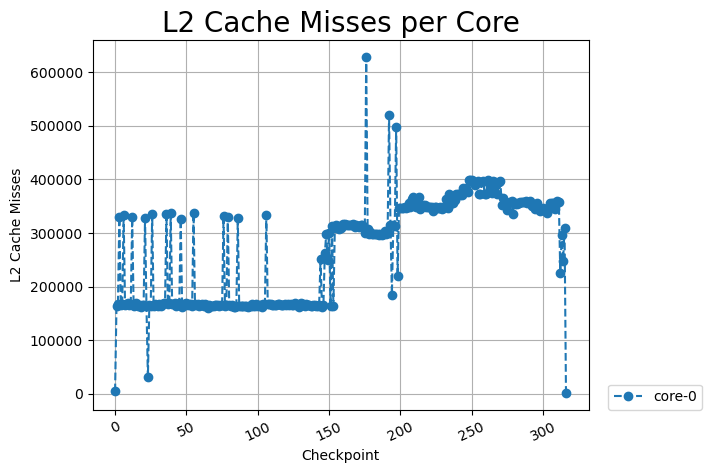 L2 Cache Misses per Core
L2 Cache Misses
600000
500000
400000
300000
200000
100000
0
0 50 100 150 200 250 300
Checkpoint
core-0